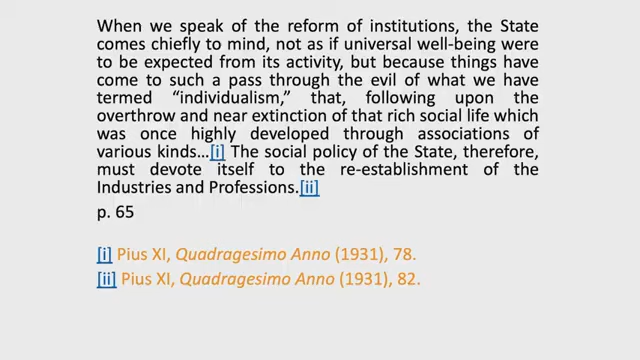 When we speak of the reform of institutions, the State
comes chiefly to mind, not as if universal well-being were
to be expected from its activity, but because things have
come to such a pass through the evil of what we have
termed “individualism,” that, following upon the
overthrow and near extinction of that rich social life which
was once highly developed through associations of
various kinds…[i] The social policy of the State, therefore,
must devote itself to the re-establishment of the
Industries and Professions.[ii]
p. 65
[i] Pius XI, Quadragesimo Anno (1931), 78.
[ii] Pius XI, Quadragesimo Anno (1931), 82.